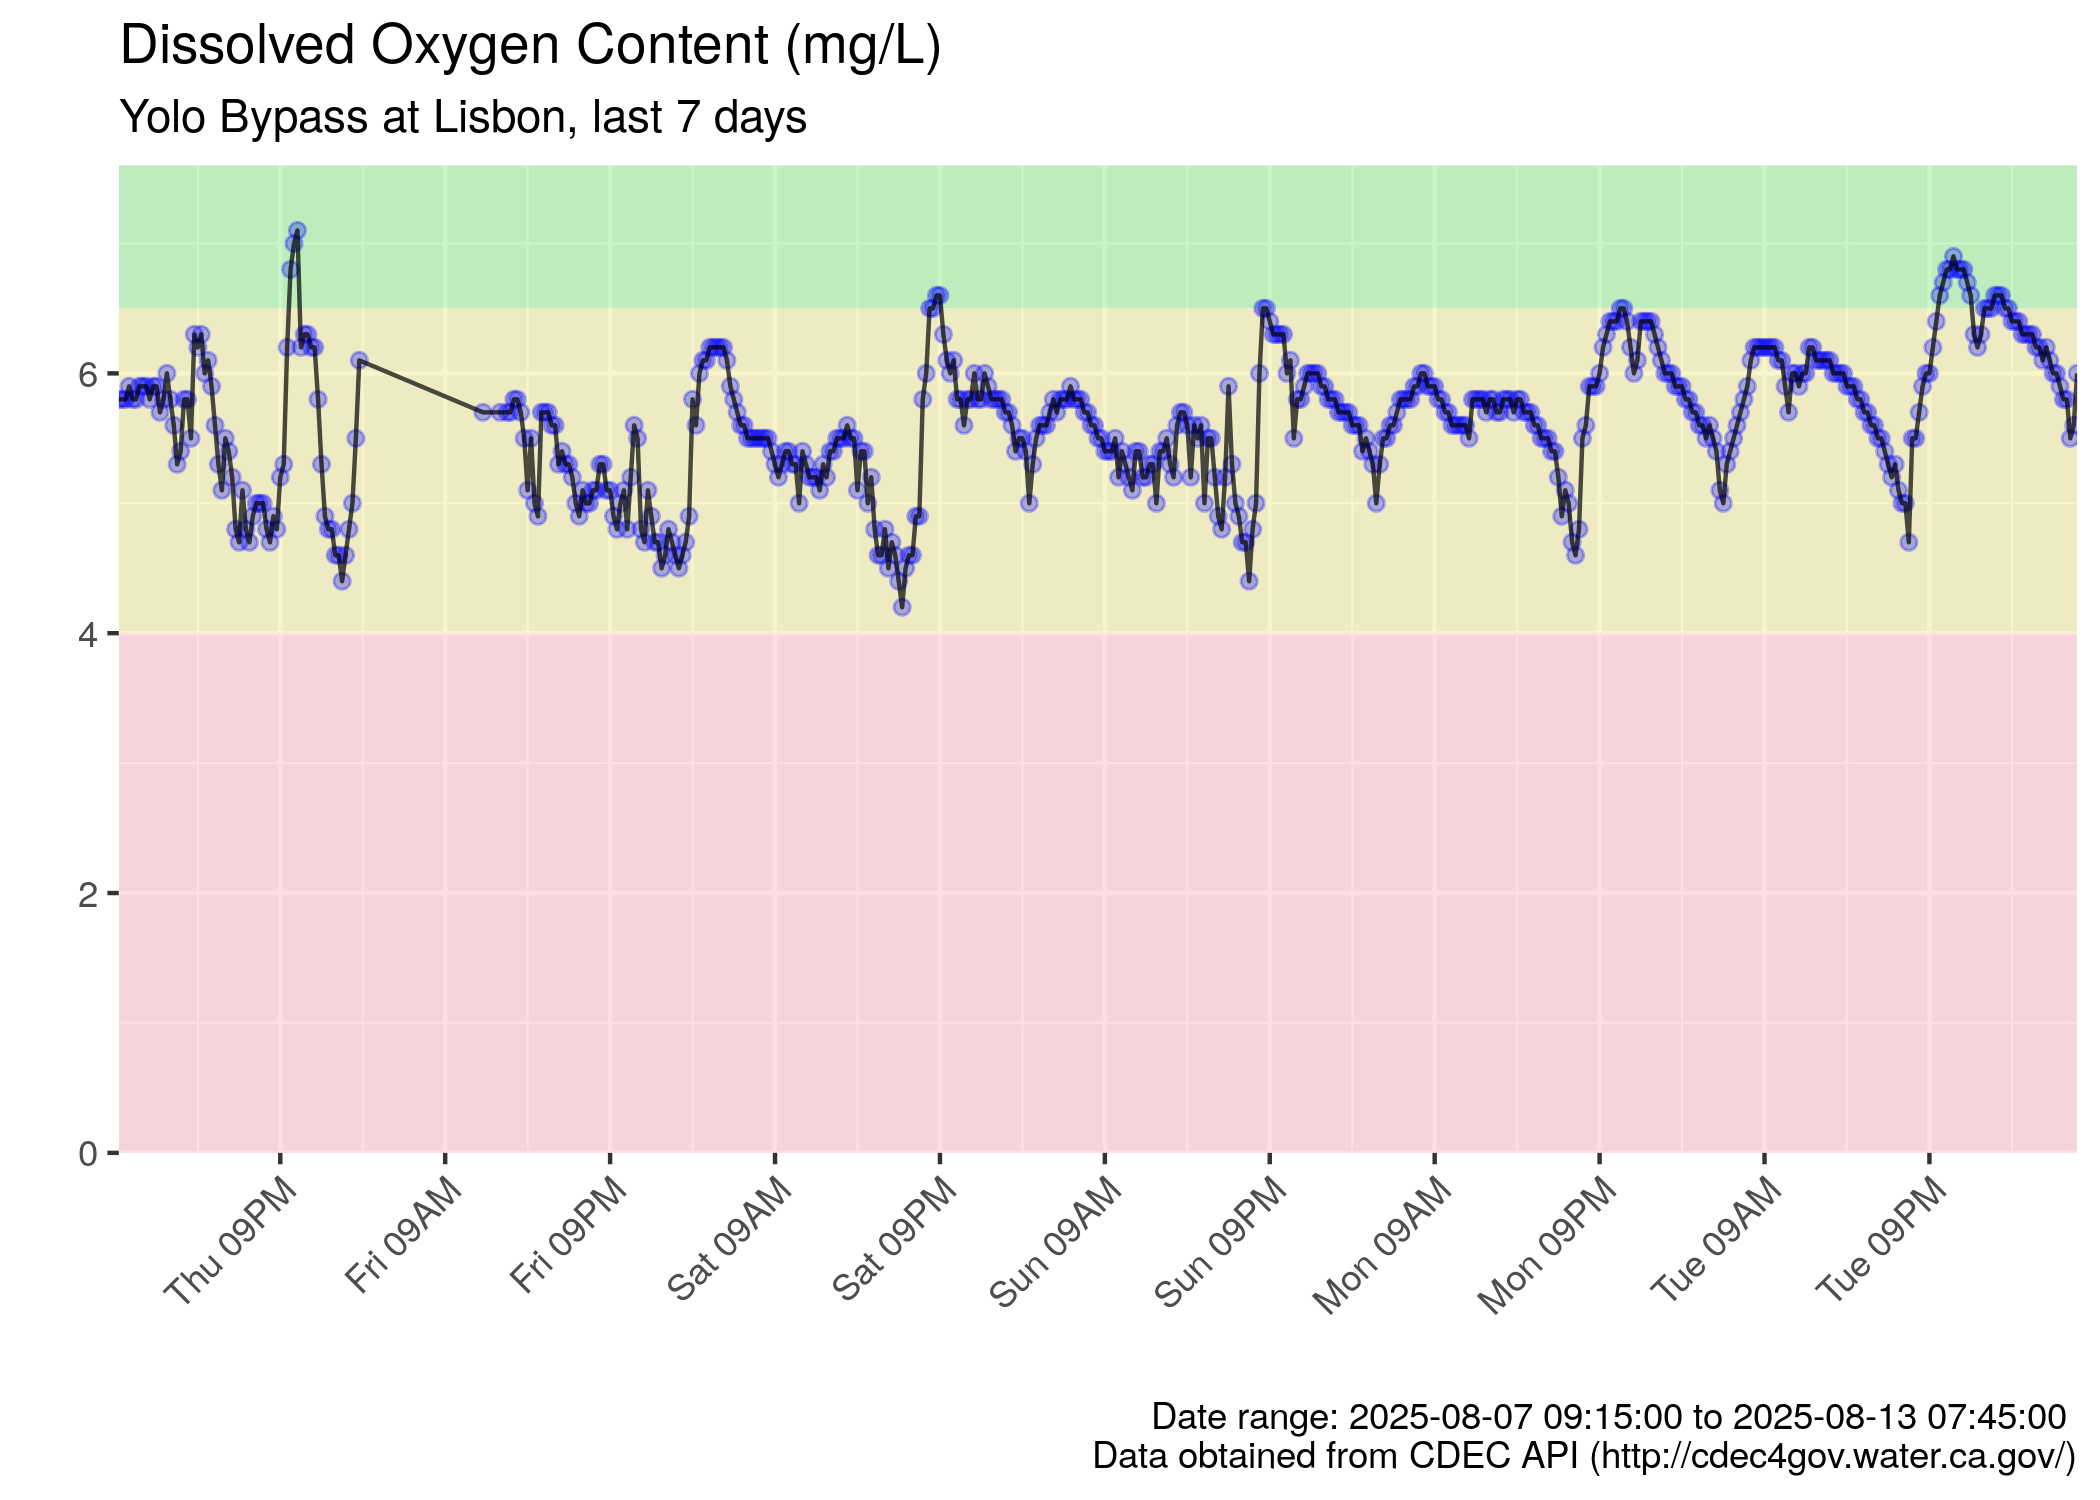 Dissolved Oxygen Content (mg/L)
Yolo Bypass at Lisbon, last 7 days
6
4
2
0
Thu 09PM
Fri 09AM
Fri 09PM
Sat 09AM
Sat 09PM
Sun 09AM
Sun 09PM
Mon 09AM
Mon 09PM
Tue 09AM
Tue 09PM
Date range: 2025-08-07 09:15:00 to 2025-08-13 07:45:00
Data obtained from CDEC API (http://cdec4gov.water.ca.gov/)